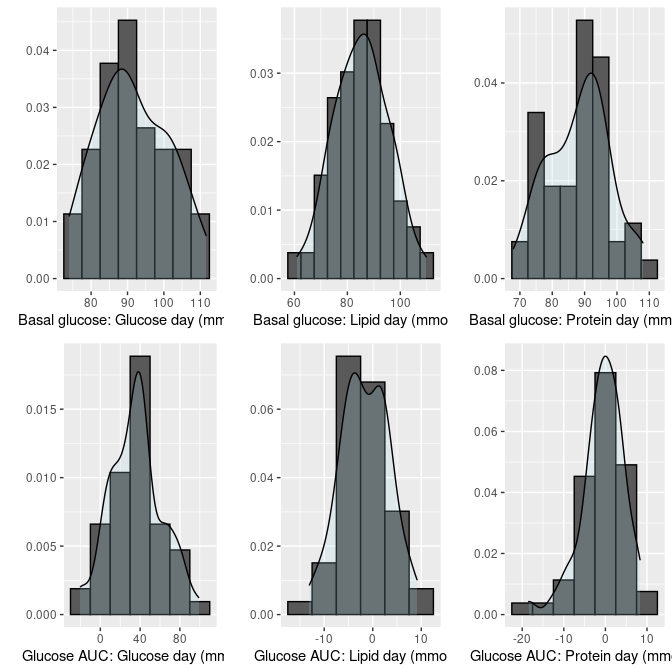 0.04
0.03
0.02
0.01
0.00
80 90 100 110
Basal glucose: Glucose day (mm
0.03
0.02
0.01
0.00
60 80 100
Basal glucose: Lipid day (mmo
0.04
0.02
0.00
70 80 90 100 110
Basal glucose: Protein day (mm
0.015
0.010
0.005
0.000
0 40 80
Glucose AUC: Glucose day (mm
0.06
0.04
0.02
0.00
-10 0 10
Glucose AUC: Lipid day (mmo
0.08
0.06
0.04
0.02
0.00
-20 -10 0 10
Glucose AUC: Protein day (mm